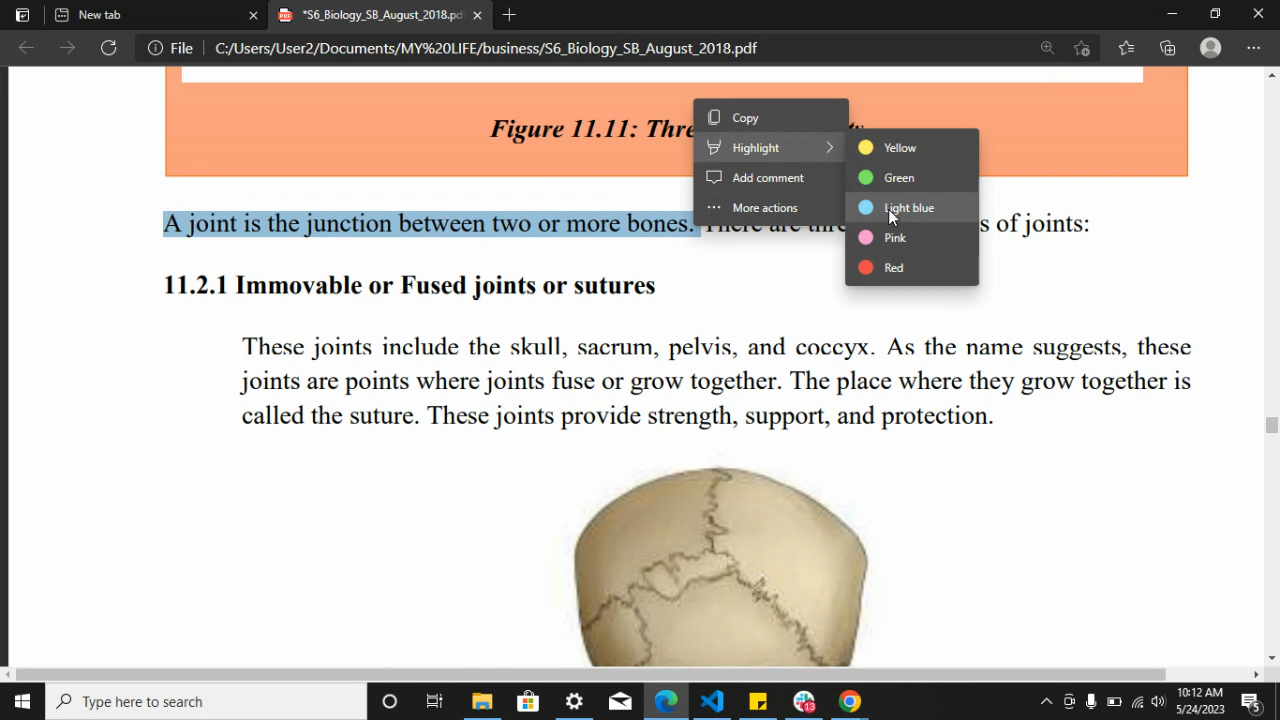 New tab
*S6_Biology_SB_August_2018.pd
File
C:/Users/User2/Documents/MY%20LIFE/business/S6_Biology_SB_August_2018.pdf
Figure 11.11: Thre
Copy
Highlight
Add comment
More actions
Yellow
Green
Light blue
Pink
Red
A joint is the junction between two or more bones. There are s of joints:
11.2.1 Immovable or Fused joints or sutures
These joints include the skull, sacrum, pelvis, and coccyx. As the name suggests, these
joints are points where joints fuse or grow together. The place where they grow together is
called the suture. These joints provide strength, support, and protection.
Type here to search
13
10:12 AM
5/24/2023
5